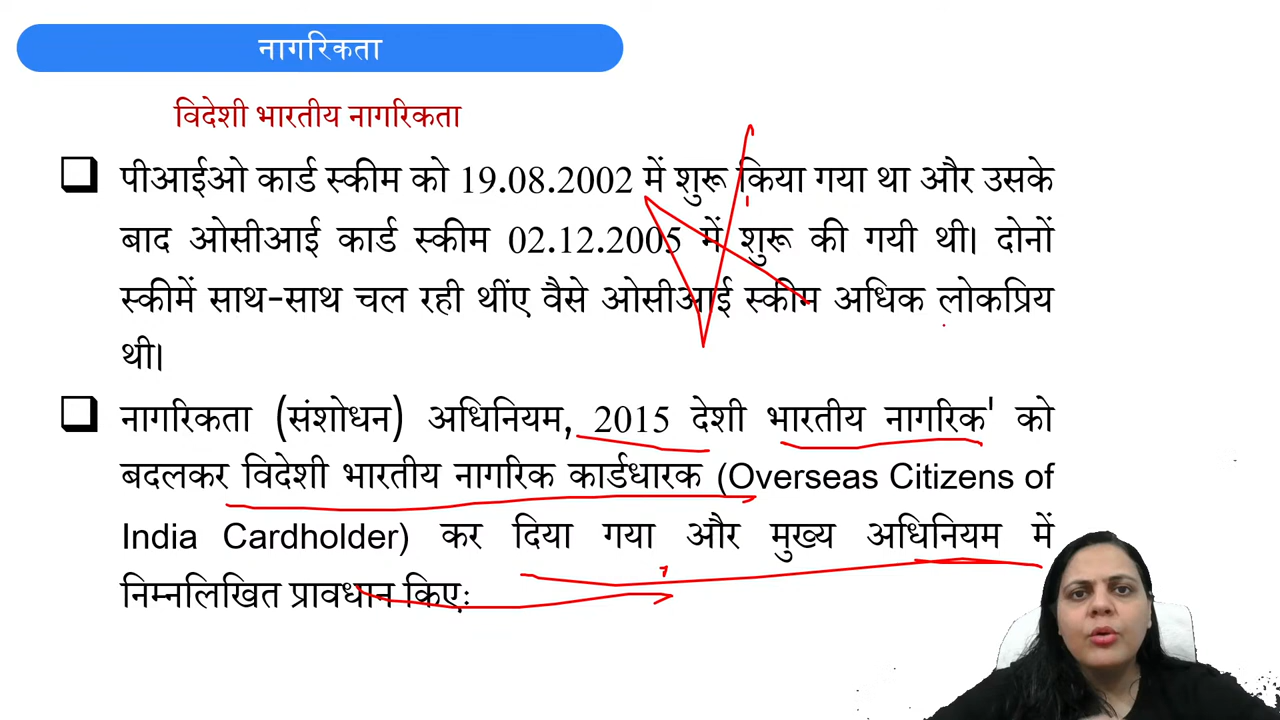 नागरिकता
विदेशी भारतीय नागरिकता
पीआईओ कार्ड स्कीम को 19.08.2002 में शुरू किया गया था और उसके
बाद ओसीआई कार्ड स्कीम 02.12.2005 में शुरू की गयी थी। दोनों
स्कीमें साथ-साथ चल रही थींए वैसे ओसीआई स्कीम अधिक लोकप्रिय
थी।
नागरिकता (संशोधन) अधिनियम, 2015 देशी भारतीय नागरिक' को
बदलकर विदेशी भारतीय नागरिक कार्डधारक (Overseas Citizens of
India Cardholder) कर दिया गया और मुख्य अधिनियम में
निम्नलिखित प्रावधान किए: